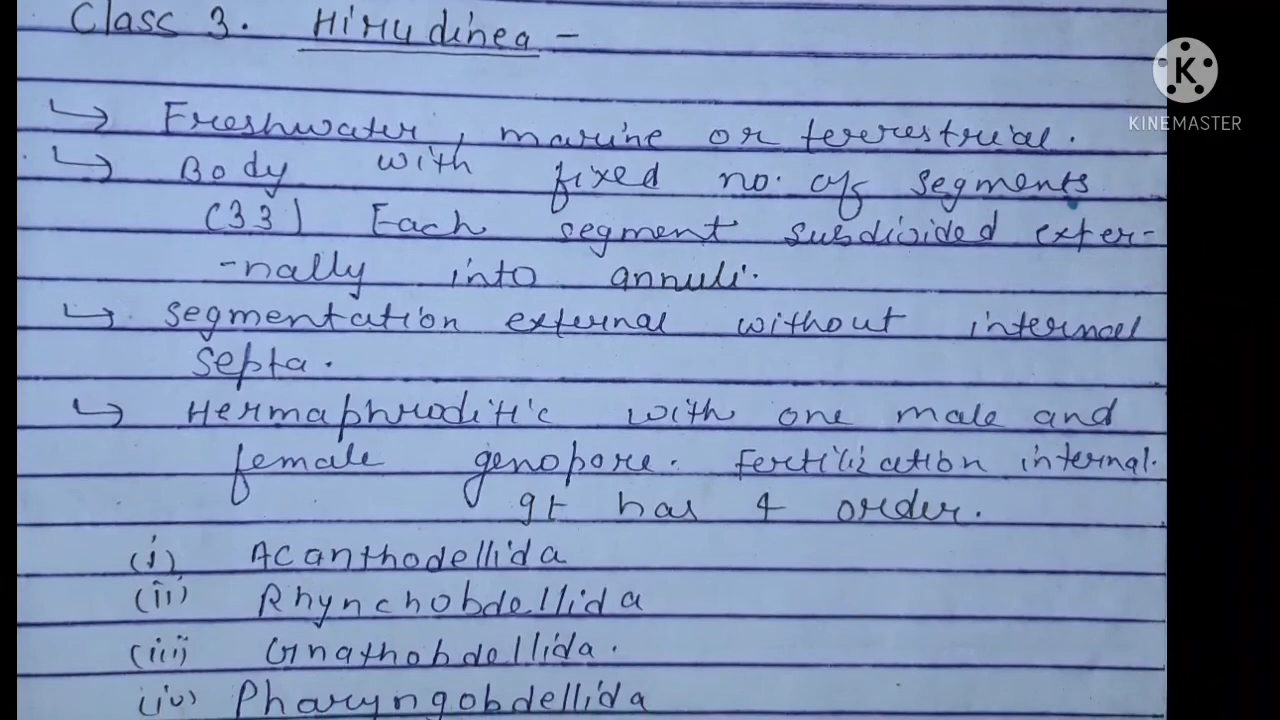 Class 3. Hirudinea -
K
KINEMASTER
↳ Freshwater, marine or terrestrial.
↳ Body with fixed no. of segments
(33) Each segment subdivided exter-
-nally into annuli.
↳ segmentation external without internal
septa.
↳ Hermaphroditic with one male and
female genopore. Fertilization internal.
It has 4 order.
(i) Acanthodellida
(ii) Rhynchobdellida
(iii) Gnathobdellida.
(iv) Pharyngobdellida